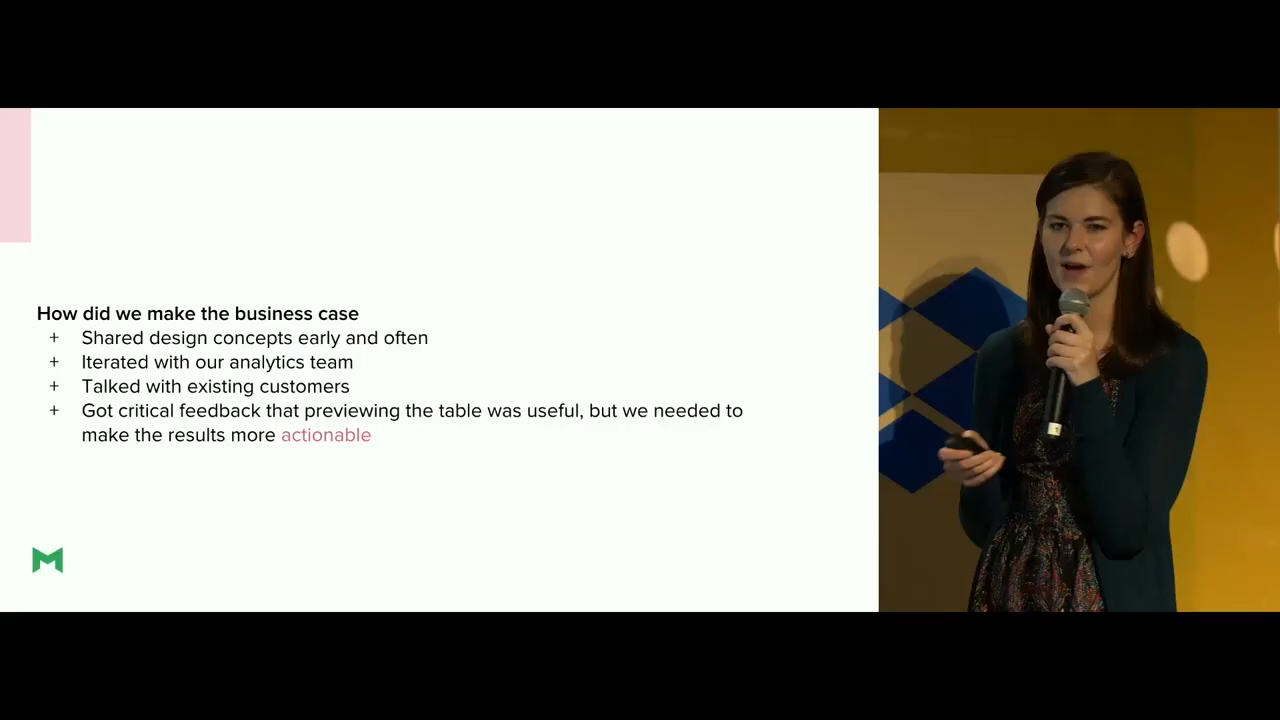 How did we make the business case
+ Shared design concepts early and often
+ Iterated with our analytics team
+ Talked with existing customers
+ Got critical feedback that previewing the table was useful, but we needed to
make the results more actionable